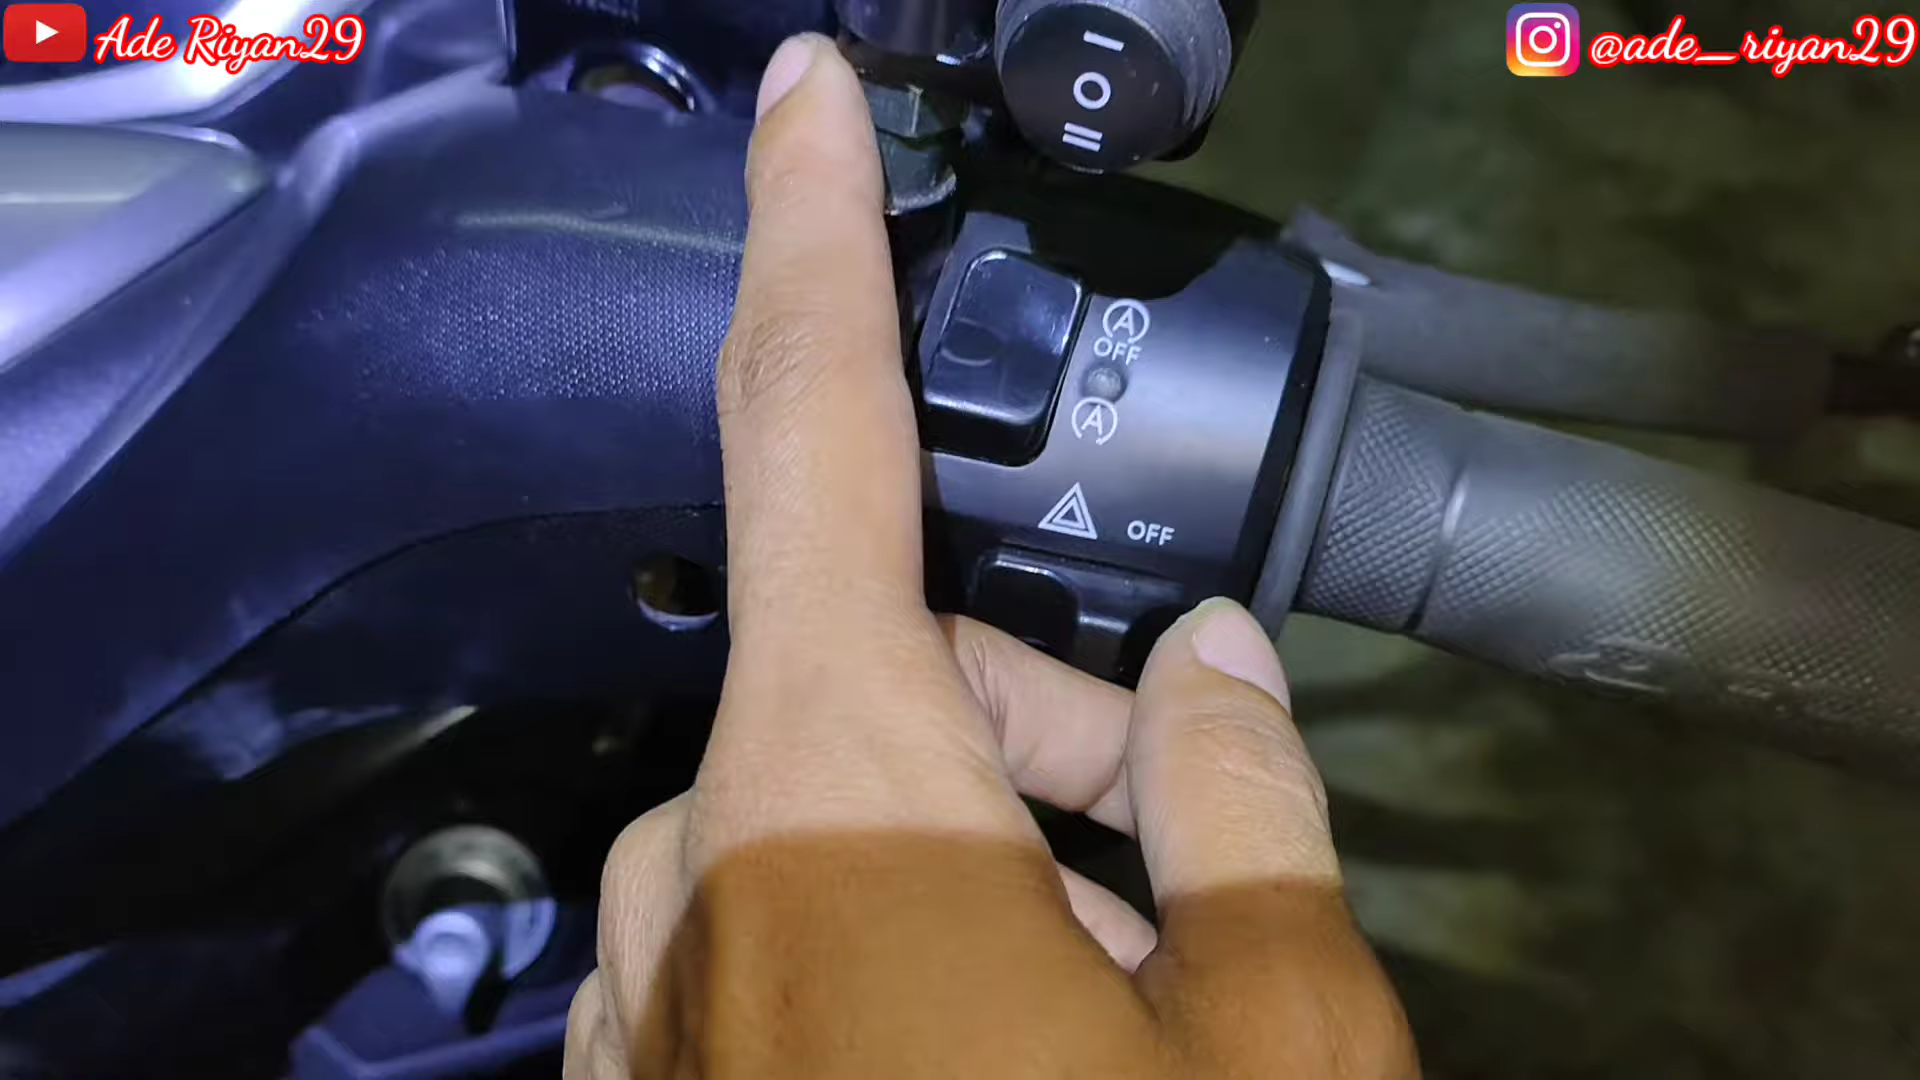 Ade Riyan29
@ade_riyan29
I
O
II
A
OFF
A
OFF